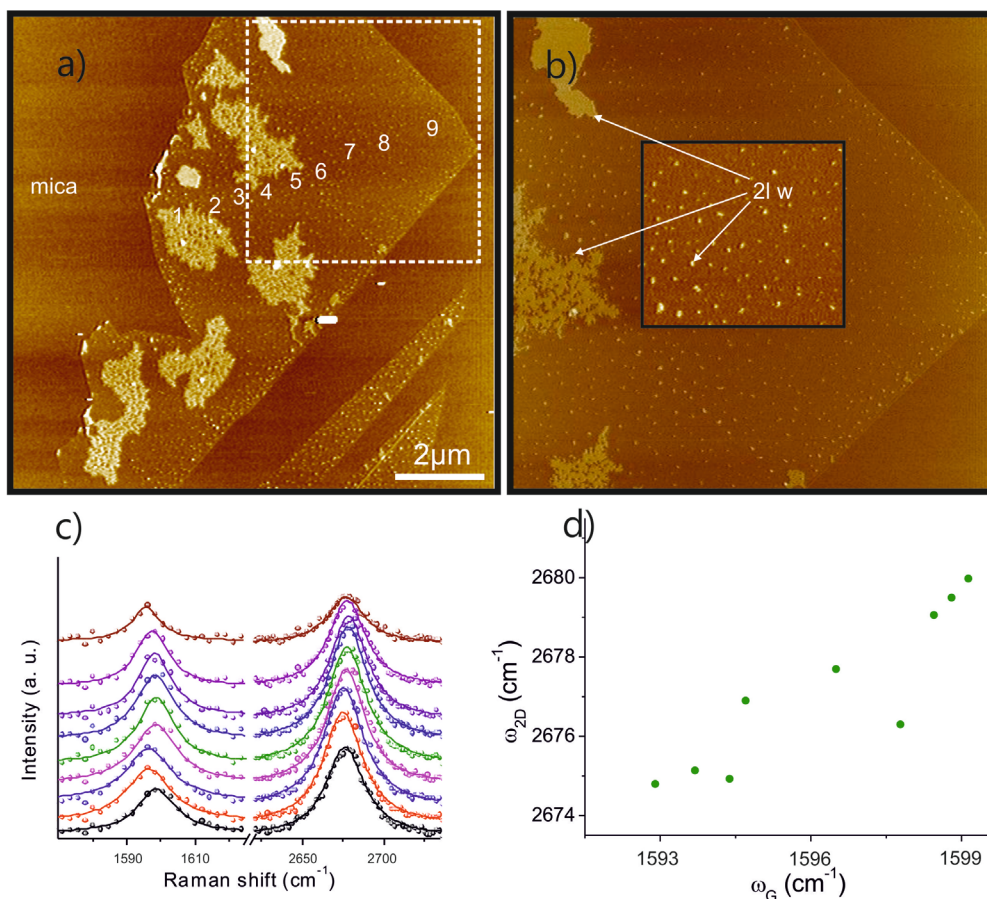 a)
mica
1 2 3 4 5 6 7 8 9
2μm
b)
2l w
c)
Intensity (a. u.)
1590 1610 2650 2700
Raman shift (cm-1)
d)
ω2D (cm-1)
2680
2678
2676
2674
1593 1596 1599
ωG (cm-1)